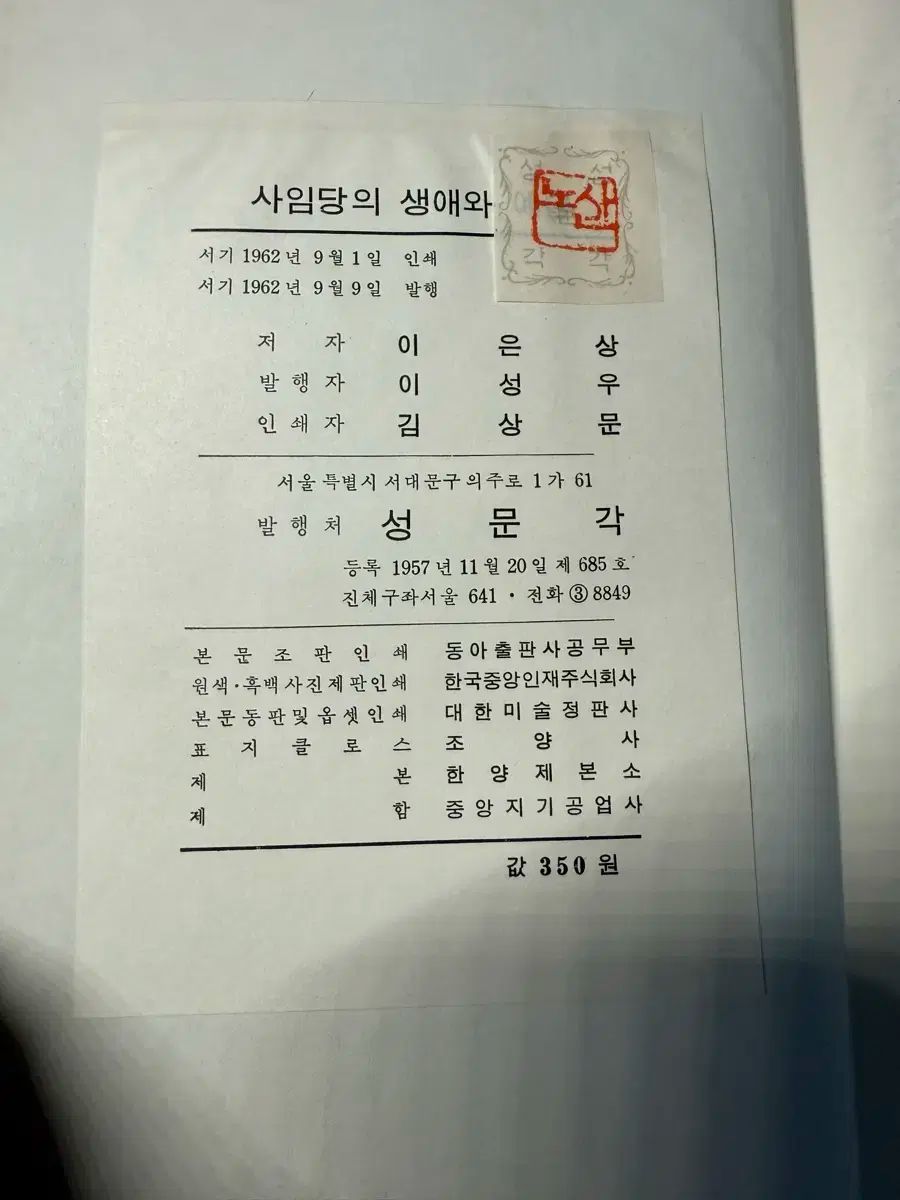 사임당의 생애와
노산
서기 1962년 9월 1일 인쇄
서기 1962년 9월 9일 발행
저자 이은상
발행자 이성우
인쇄자 김상문
서울특별시 서대문구 의주로 1가 61
발행처 성문각
등록 1957년 11월 20일 제 685호
진체구좌서울 641 · 전화 ③ 8849
본문조판인쇄 동아출판사공무부
원색·흑백사진제판인쇄 한국중앙인재주식회사
본문동판및옵셋인쇄 대한미술정판사
표지클로스 조양사
제본 한양제본소
제함 중앙지기공업사
값 350원